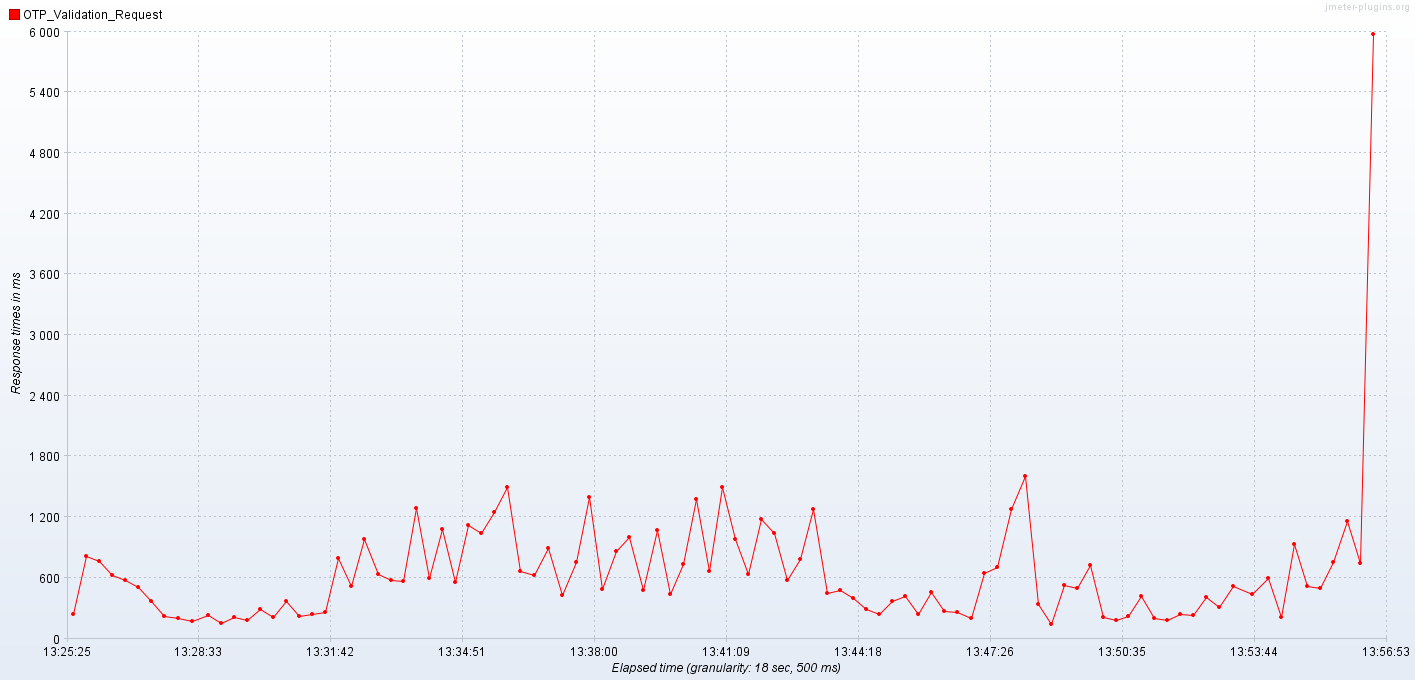 OTP_Validation_Request
jmeter-plugins.org
6 000
5 400
4 800
4 200
3 600
3 000
2 400
1 800
1 200
600
0
Response times in ms
13:25:25 13:28:33 13:31:42 13:34:51 13:38:00 13:41:09 13:44:18 13:47:26 13:50:35 13:53:44 13:56:53
Elapsed time (granularity: 18 sec, 500 ms)